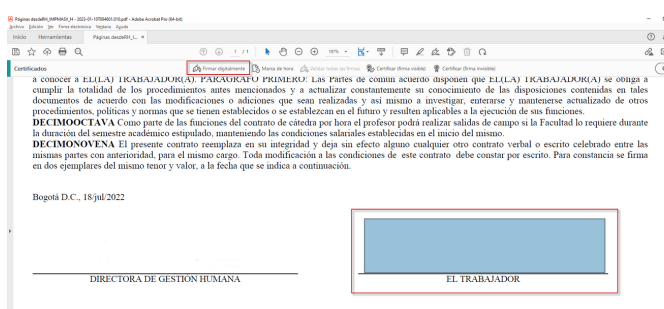 Páginas desdeRH_IMPMASV_H - 2023-01-10T084601.010.pdf - Adobe Acrobat Pro (64-bit)
Archivo Edición Ver Firma electrónica Ventana Ayuda
Inicio Herramientas Páginas desdeRH_I... ×
1 / 1 115%
Certificados Firmar digitalmente Marca de hora Validar todas las firmas Certificar (firma visible) Certificar (firma invisible)
a conocer a EL(LA) TRABAJADOR(A). PARÁGRAFO PRIMERO: Las Partes de común acuerdo disponen que EL(LA) TRABAJADOR(A) se obliga a
cumplir la totalidad de los procedimientos antes mencionados y a actualizar constantemente su conocimiento de las disposiciones contenidas en tales
documentos de acuerdo con las modificaciones o adiciones que sean realizadas y así mismo a investigar, enterarse y mantenerse actualizado de otros
procedimientos, políticas y normas que se tienen establecidos o se establezcan en el futuro y resulten aplicables a la ejecución de sus funciones.
DECIMOOCTAVA Como parte de las funciones del contrato de cátedra por hora el profesor podrá realizar salidas de campo si la Facultad lo requiere durante
la duración del semestre académico estipulado, manteniendo las condiciones salariales establecidas en el inicio del mismo.
DECIMONOVENA El presente contrato reemplaza en su integridad y deja sin efecto alguno cualquier otro contrato verbal o escrito celebrado entre las
mismas partes con anterioridad, para el mismo cargo. Toda modificación a las condiciones de este contrato debe constar por escrito. Para constancia se firma
en dos ejemplares del mismo tenor y valor, a la fecha que se indica a continuación.
Bogotá D.C., 18/jul/2022
DIRECTORA DE GESTIÓN HUMANA EL TRABAJADOR